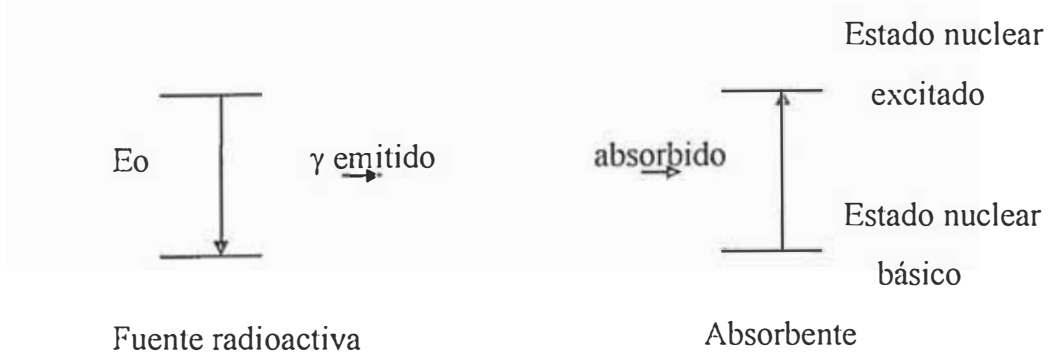 Estado nuclear
excitado
Eo
γ emitido
absorbido
Estado nuclear
básico
Fuente radioactiva
Absorbente